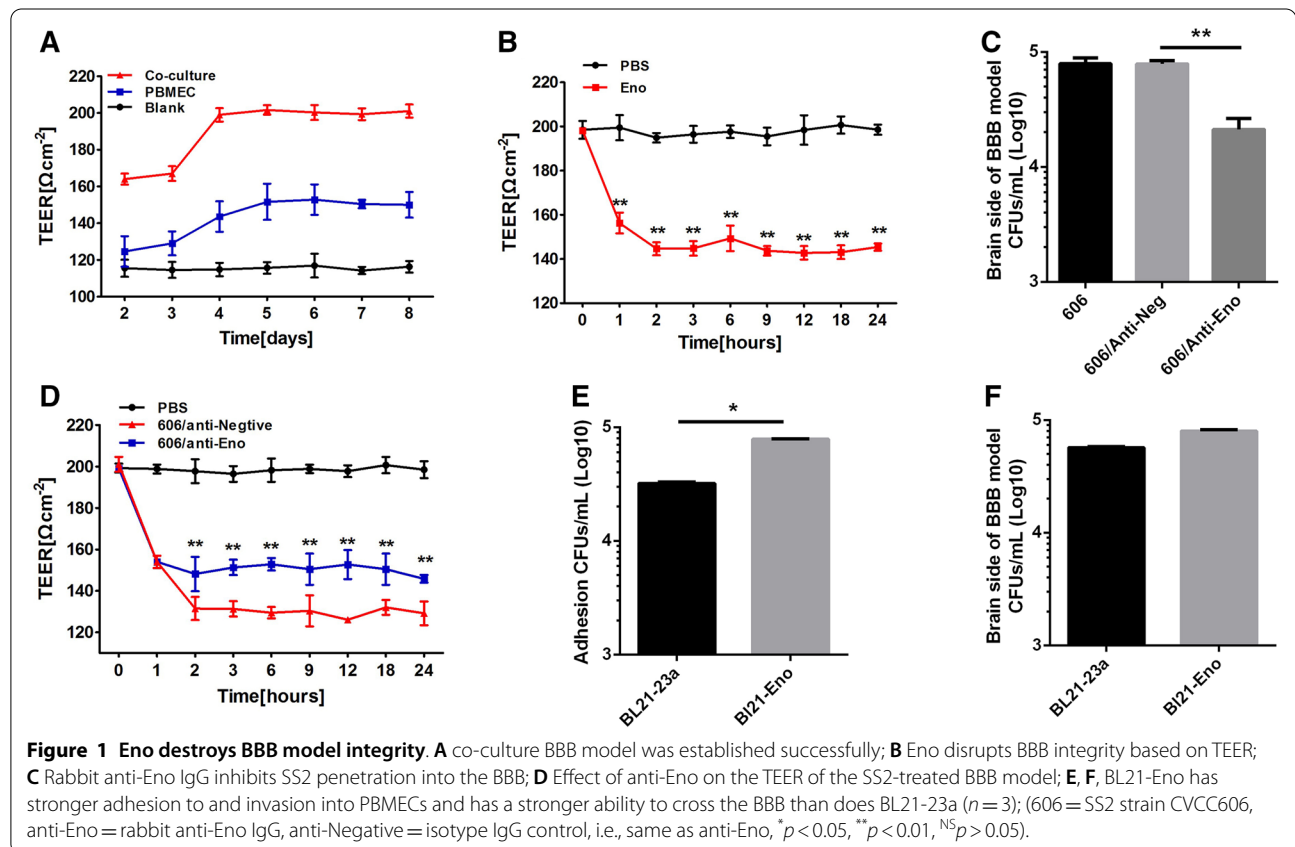 A
Co-culture
PBMEC
Blank
TEER[Ωcm-2]
220
200
180
160
140
120
100
2 3 4 5 6 7 8
Time[days]
B
PBS
Eno
TEER[Ωcm-2]
220
200
180
160
140
120
** ** ** ** ** ** ** **
0 1 2 3 6 9 12 18 24
Time[hours]
C
**
Brain side of BBB model
CFUs/mL (Log10)
5
4
3
606
606/Anti-Neg
606/Anti-Eno
D
PBS
606/anti-Negtive
606/anti-Eno
TEER[Ωcm-2]
220
200
180
160
140
120
** ** ** ** ** ** **
0 1 2 3 6 9 12 18 24
Time[hours]
E
*
Adhesion CFUs/mL (Log10)
5
4
3
BL21-23a
Bl21-Eno
F
Brain side of BBB model
CFUs/mL (Log10)
5
4
3
BL21-23a
Bl21-Eno
Figure 1 Eno destroys BBB model integrity. A co-culture BBB model was established successfully; B Eno disrupts BBB integrity based on TEER;
C Rabbit anti-Eno IgG inhibits SS2 penetration into the BBB; D Effect of anti-Eno on the TEER of the SS2-treated BBB model; E, F, BL21-Eno has
stronger adhesion to and invasion into PBMECs and has a stronger ability to cross the BBB than does BL21-23a (n = 3); (606 = SS2 strain CVCC606,
anti-Eno = rabbit anti-Eno IgG, anti-Negative = isotype IgG control, i.e., same as anti-Eno, *p < 0.05, **p < 0.01, NSp > 0.05).